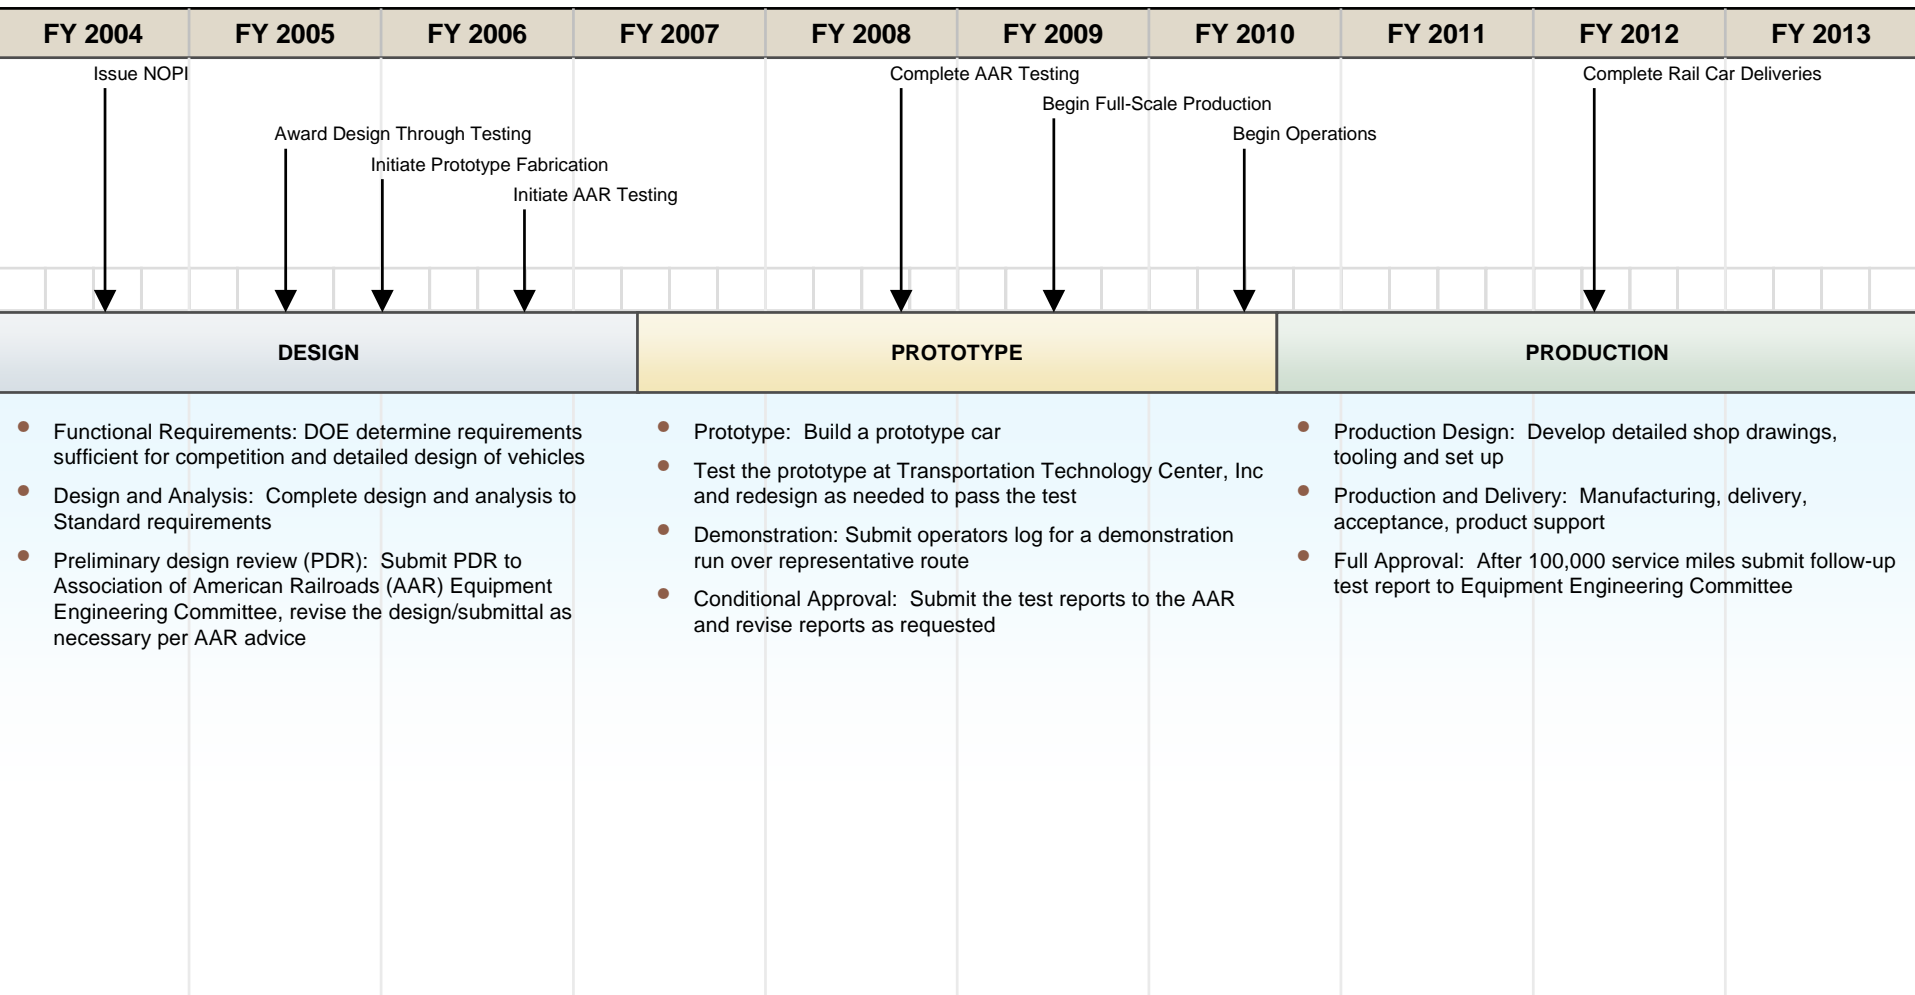 FY 2004 FY 2005 FY 2006 FY 2007 FY 2008 FY 2009 FY 2010 FY 2011 FY 2012 FY 2013
Issue NOPI
Complete AAR Testing
Complete Rail Car Deliveries
Begin Full-Scale Production
Award Design Through Testing
Begin Operations
Initiate Prototype Fabrication
Initiate AAR Testing
DESIGN
PROTOTYPE
PRODUCTION
Functional Requirements: DOE determine requirements
sufficient for competition and detailed design of vehicles
Design and Analysis: Complete design and analysis to
Standard requirements
Preliminary design review (PDR): Submit PDR to
Association of American Railroads (AAR) Equipment
Engineering Committee, revise the design/submittal as
necessary per AAR advice
Prototype: Build a prototype car
Test the prototype at Transportation Technology Center, Inc
and redesign as needed to pass the test
Demonstration: Submit operators log for a demonstration
run over representative route
Conditional Approval: Submit the test reports to the AAR
and revise reports as requested
Production Design: Develop detailed shop drawings,
tooling and set up
Production and Delivery: Manufacturing, delivery,
acceptance, product support
Full Approval: After 100,000 service miles submit follow-up
test report to Equipment Engineering Committee